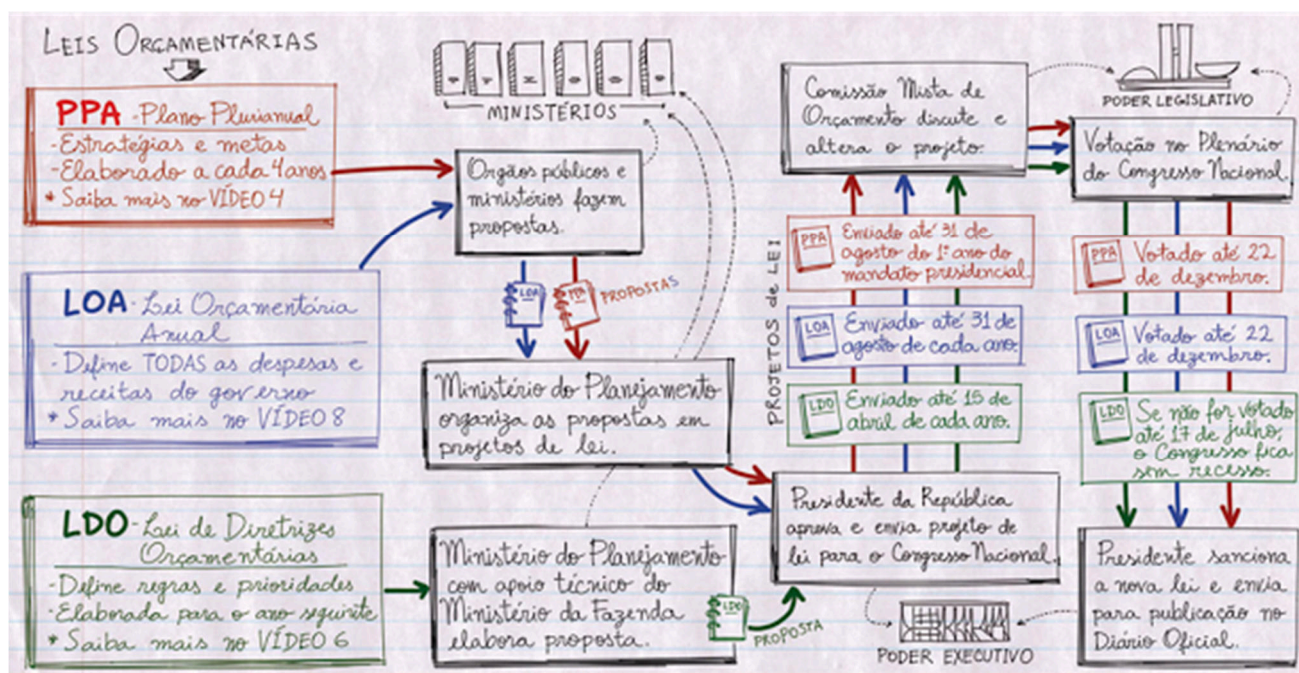 LEIS ORÇAMENTÁRIAS
PPA - Plano Plurianual
- Estratégias e metas
- Elaborado a cada 4 anos
* Saiba mais no VÍDEO 4
LOA - Lei Orçamentária
Anual
- Define TODAS as despesas e
receitas do governo
* Saiba mais no VÍDEO 8
LDO - Lei de Diretrizes
Orçamentárias
- Define regras e prioridades
- Elaborada para o ano seguinte
* Saiba mais no VÍDEO 6
MINISTÉRIOS
Orgãos públicos e
ministérios fazem
propostas.
LOA
PPA
PROPOSTAS
Ministério do Planejamento
organiza as propostas em
projetos de lei.
Ministério do Planejamento
com apoio técnico do
Ministério da Fazenda
elabora proposta.
LDO
PROPOSTA
Presidente da República
aprova e envia projeto de
lei para o Congresso Nacional.
PODER EXECUTIVO
PROJETOS de LEI
PPA
Enviado até 31 de
agosto do 1º ano do
mandato presidencial.
LOA
Enviado até 31 de
agosto de cada ano.
LDO
Enviado até 15 de
abril de cada ano.
Comissão Mista de
Orçamento discute e
altera o projeto.
PODER LEGISLATIVO
Votação no Plenário
do Congresso Nacional.
PPA
Votado até 22
de dezembro.
LOA
Votado até 22
de dezembro.
LDO
Se não for votado
até 17 de julho,
o Congresso fica
sem recesso.
Presidente sanciona
a nova lei e envia
para publicação no
Diário Oficial.